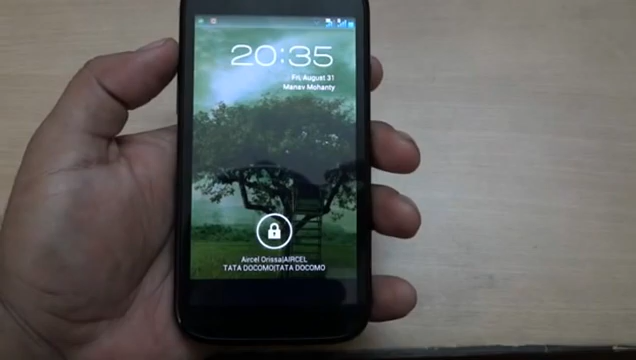 20:35
Fri, August 31
Manav Mohanty
Aircel Orissa|AIRCEL
TATA DOCOMO|TATA DOCOMO